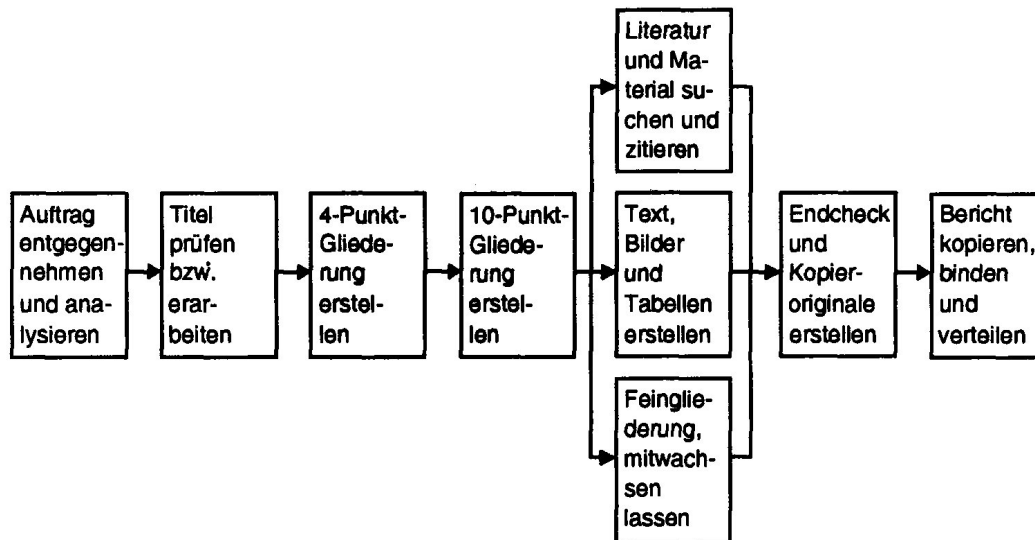 Auftrag
entgegen-
nehmen
und ana-
lysieren
Titel
prüfen
bzw.
erar-
beiten
4-Punkt-
Gliede-
rung
erstel-
len
10-Punkt-
Gliede-
rung
erstel-
len
Literatur
und Ma-
terial su-
chen und
zitieren
Text,
Bilder
und
Tabellen
erstellen
Feinglie-
derung,
mitwach-
sen
lassen
Endcheck
und
Kopier-
originale
erstellen
Bericht
kopieren,
binden
und
verteilen